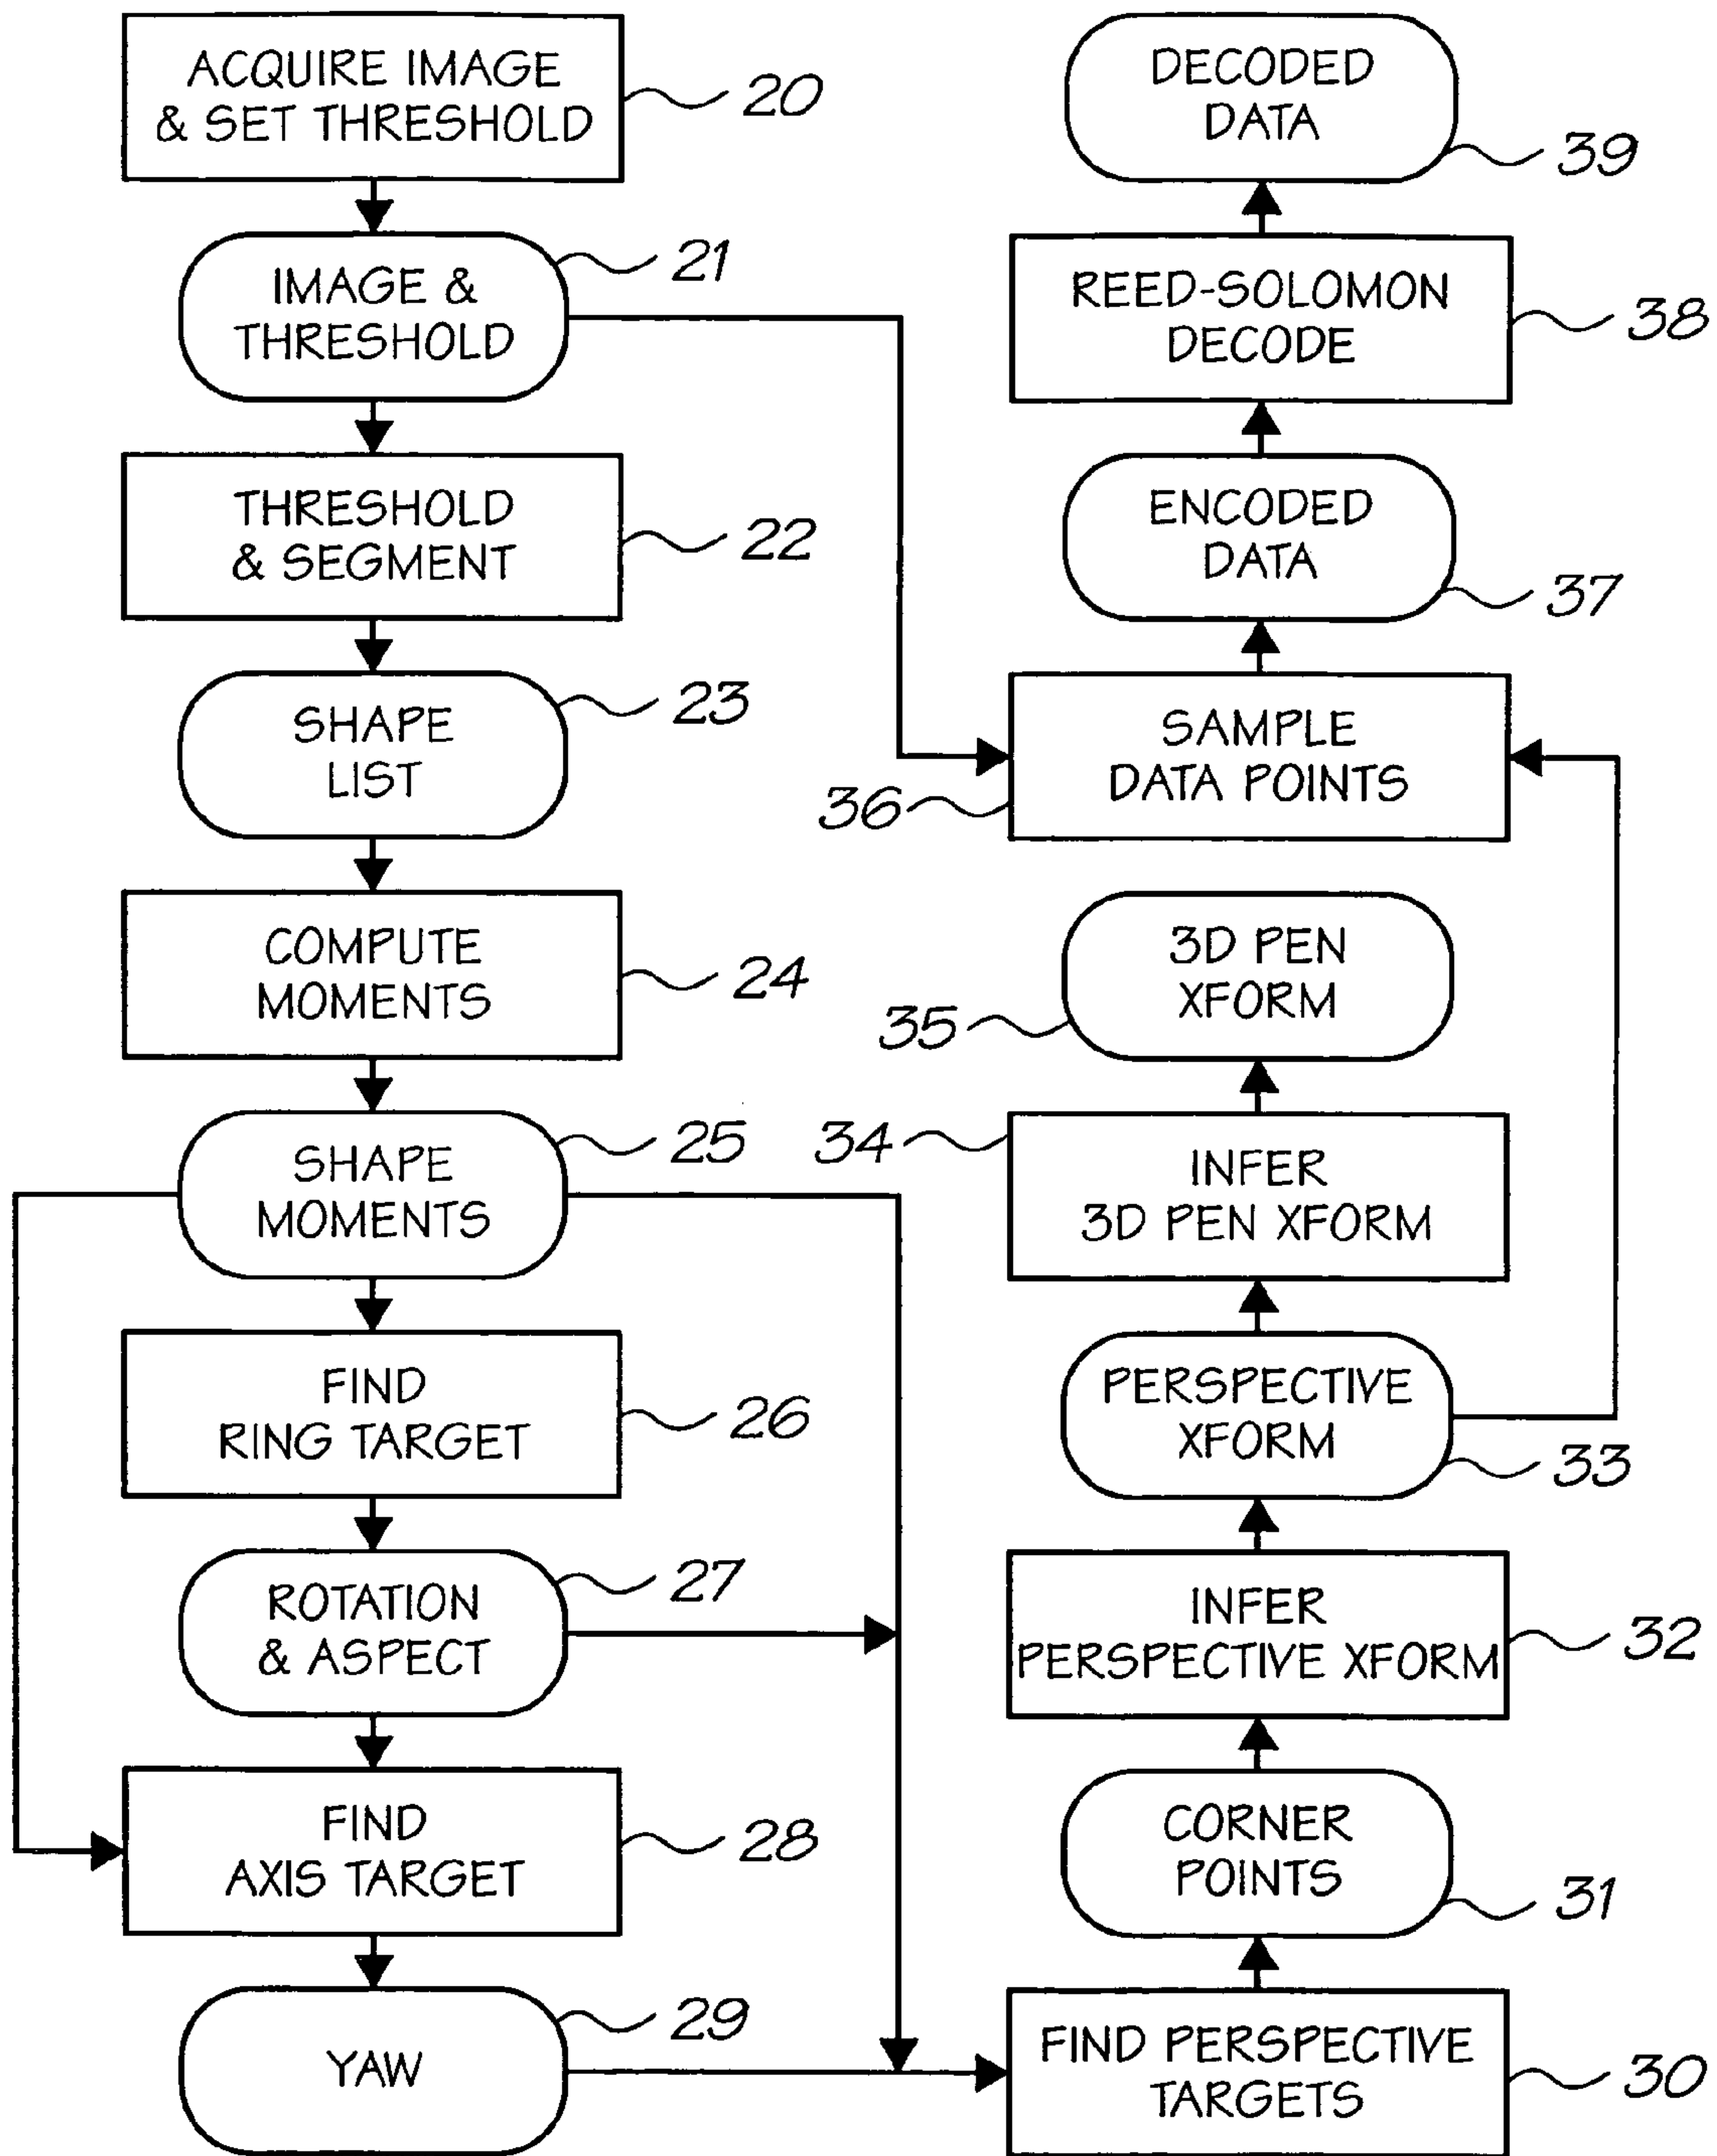 ACQUIRE IMAGE
& SET THRESHOLD
20
IMAGE &
THRESHOLD
21
THRESHOLD
& SEGMENT
22
SHAPE
LIST
23
COMPUTE
MOMENTS
24
SHAPE
MOMENTS
25
FIND
RING TARGET
26
ROTATION
& ASPECT
27
FIND
AXIS TARGET
28
YAW
29
FIND PERSPECTIVE
TARGETS
30
CORNER
POINTS
31
INFER
PERSPECTIVE XFORM
32
PERSPECTIVE
XFORM
33
INFER
3D PEN XFORM
34
3D PEN
XFORM
35
SAMPLE
DATA POINTS
36
ENCODED
DATA
37
REED-SOLOMON
DECODE
38
DECODED
DATA
39